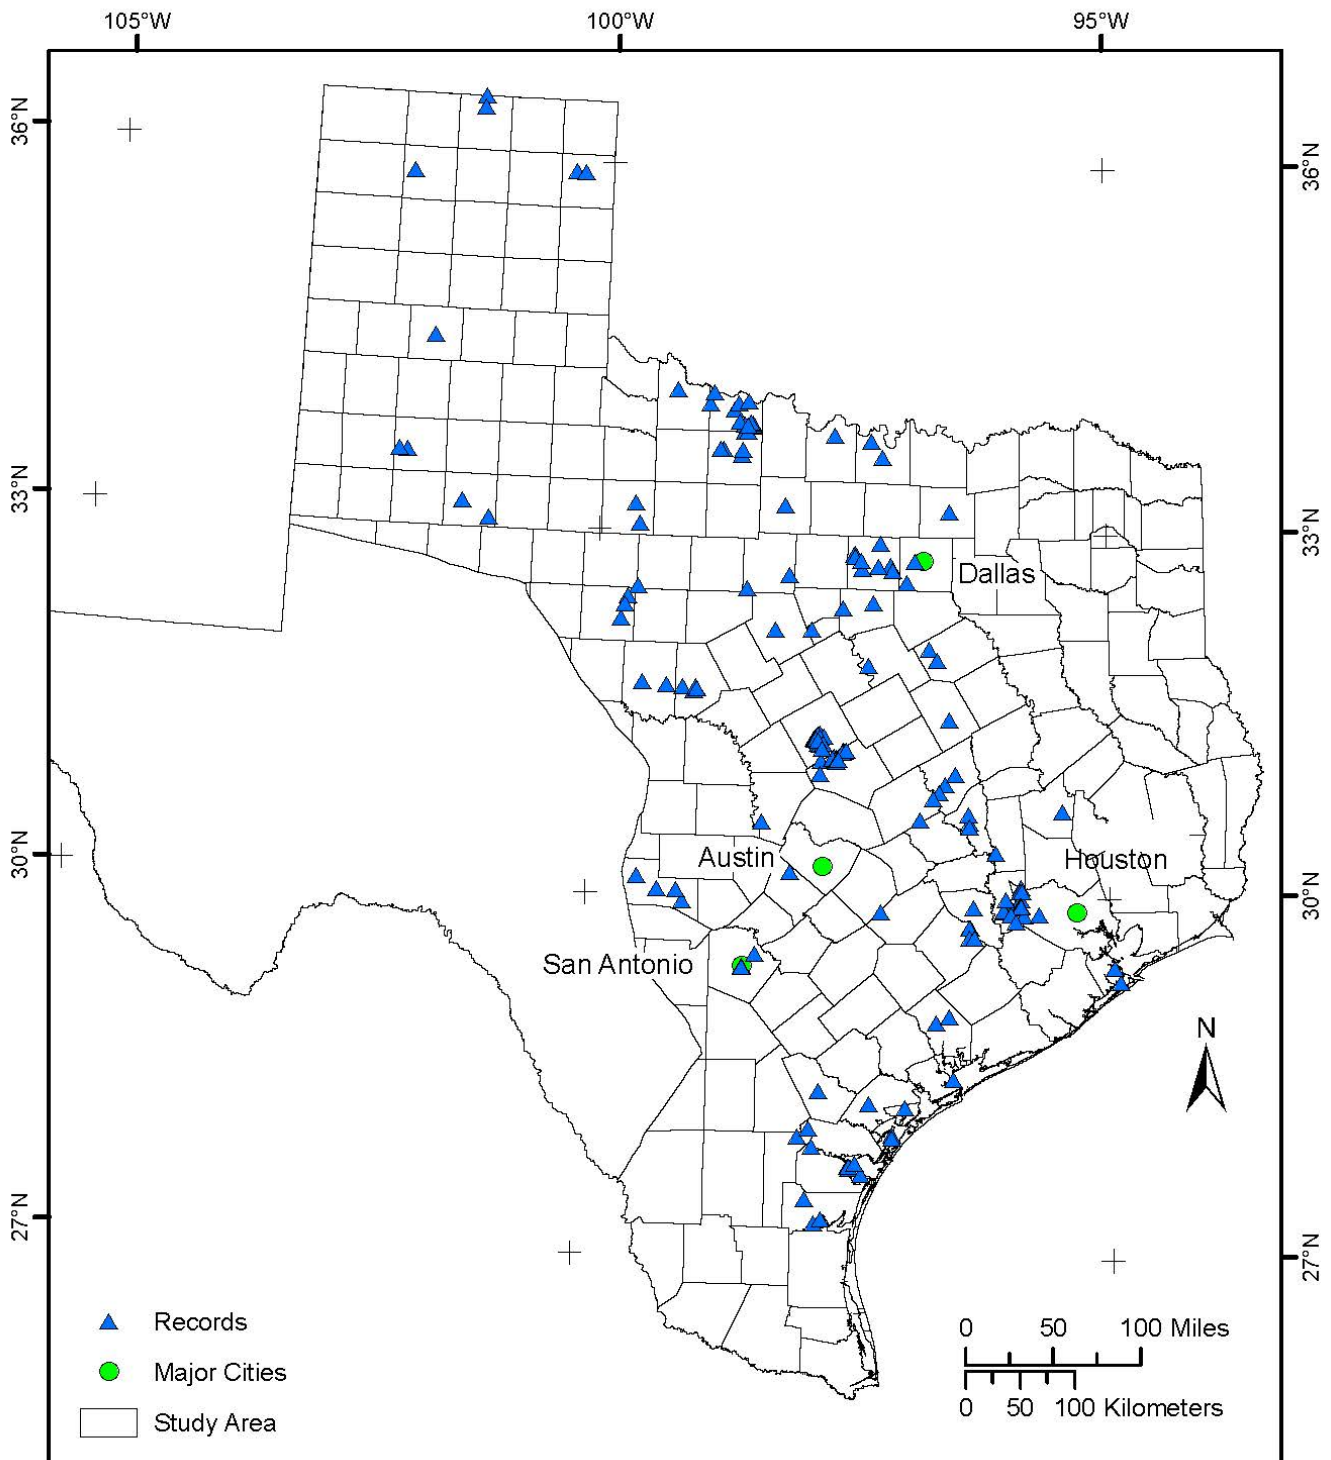 105°W 100°W 95°W
36°N
36°N
33°N
33°N
Dallas
Austin
Houston
30°N
30°N
San Antonio
N
27°N
27°N
Records
Major Cities
Study Area
0 50 100 Miles
0 50 100 Kilometers